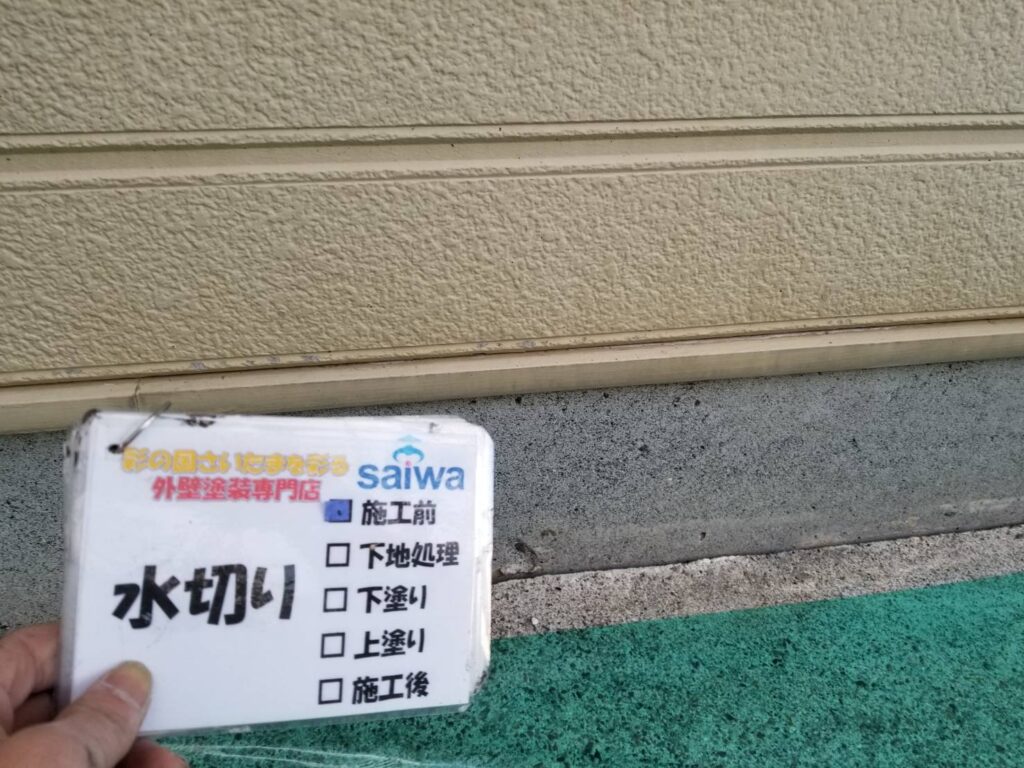 彩の国さいたまを彩る
外壁塗装専門店
saiwa
水切り
施工前
下地処理
下塗り
上塗り
施工後